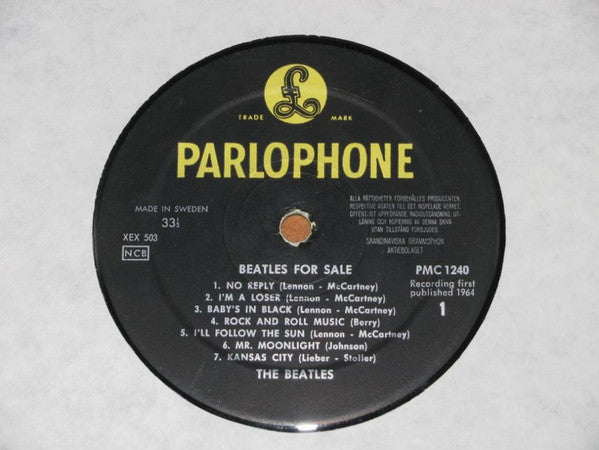 £
TRADE MARK
PARLOPHONE
MADE IN SWEDEN
33⅓
XEX 503
NCB
ALLA RÄTTIGHETER FÖRBEHÅLLES PRODUCENTEN,
RESPEKTIVE ÄGAREN TILL DET INSPELADE VERKET.
OFFENTLIGT UPPFÖRANDE, RADIOUTSÄNDNING, UT-
LÅNING OCH KOPIERING AV DENNA SKIVA
UTAN TILLSTÅND FÖRBJUDES.
SKANDINAVISKA GRAMMOPHON
AKTIEBOLAGET
BEATLES FOR SALE
PMC 1240
Recording first
published 1964
1
1. NO REPLY (Lennon - McCartney)
2. I'M A LOSER (Lennon - McCartney)
3. BABY'S IN BLACK (Lennon - McCartney)
4. ROCK AND ROLL MUSIC (Berry)
5. I'LL FOLLOW THE SUN (Lennon - McCartney)
6. MR. MOONLIGHT (Johnson)
7. KANSAS CITY (Lieber - Stoller)
THE BEATLES